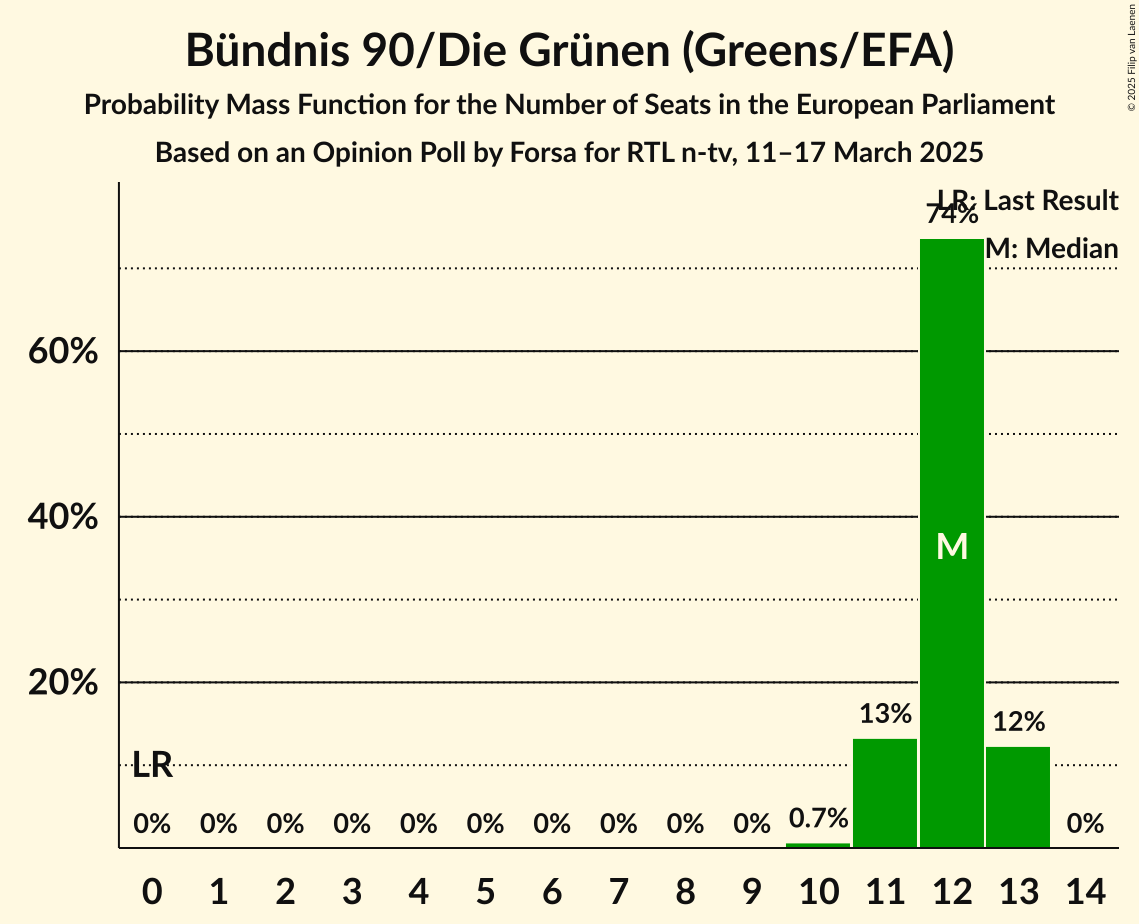 Bündnis 90/Die Grünen (Greens/EFA)
Probability Mass Function for the Number of Seats in the European Parliament
Based on an Opinion Poll by Forsa for RTL n-tv, 11–17 March 2025
© 2025 Filip van Laenen
LR: Last Result
M: Median
74%
60%
40%
20%
M
13%
12%
LR
0% 0% 0% 0% 0% 0% 0% 0% 0% 0% 0.7% 0%
0 1 2 3 4 5 6 7 8 9 10 11 12 13 14